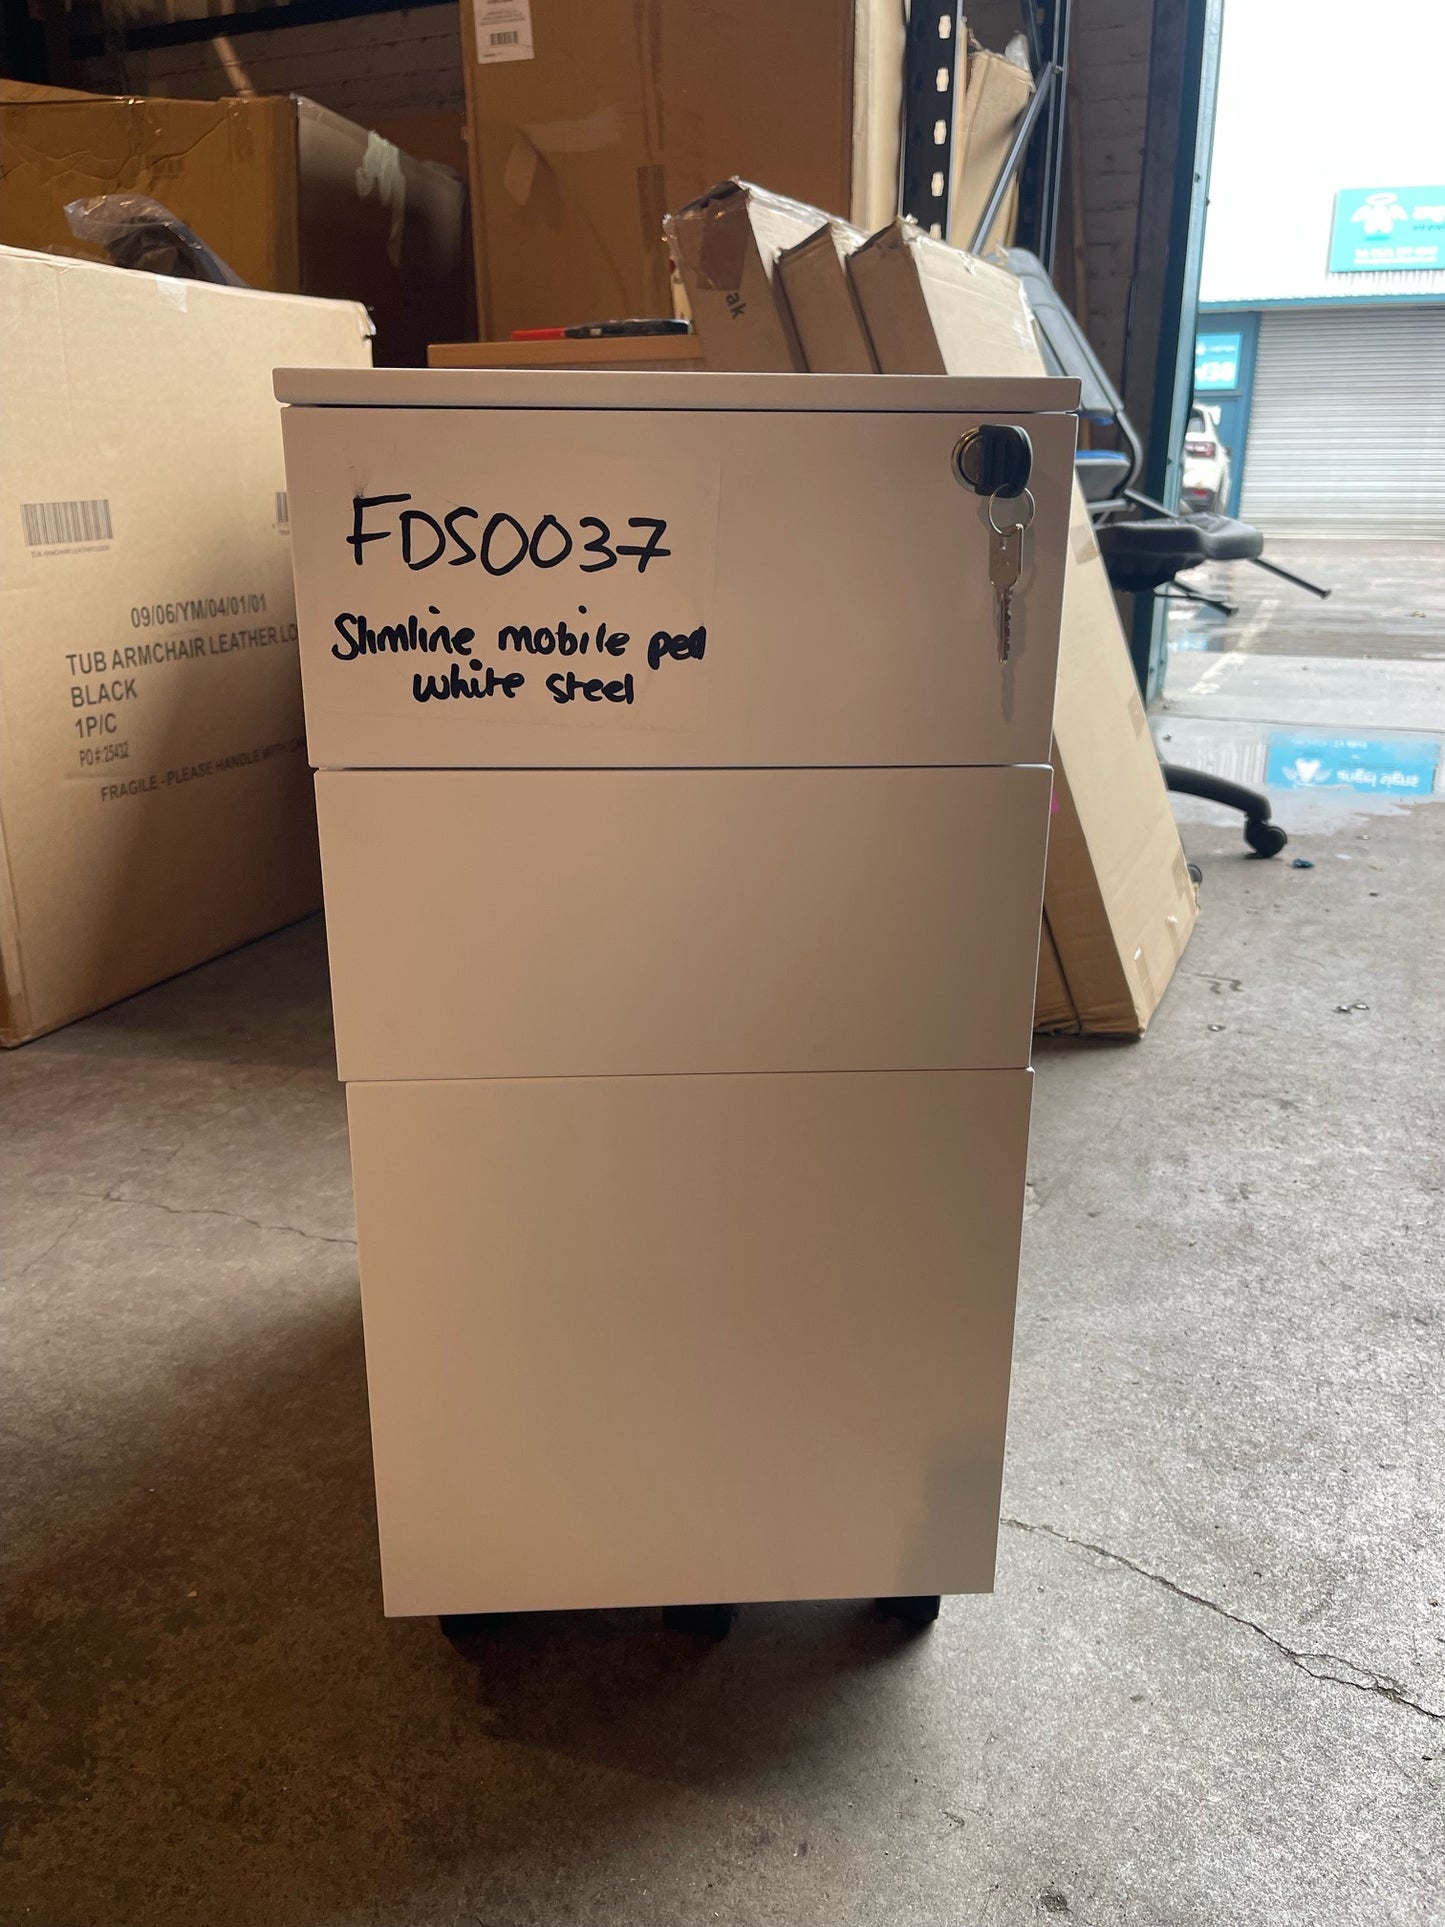 FDS0037
Slimline mobile ped
white steel
09/06/YM/04/01/01
TUB ARMCHAIR LEATHER LO
BLACK
1P/C
PO#:25432
FRAGILE - PLEASE HANDLE WITH CA
ak